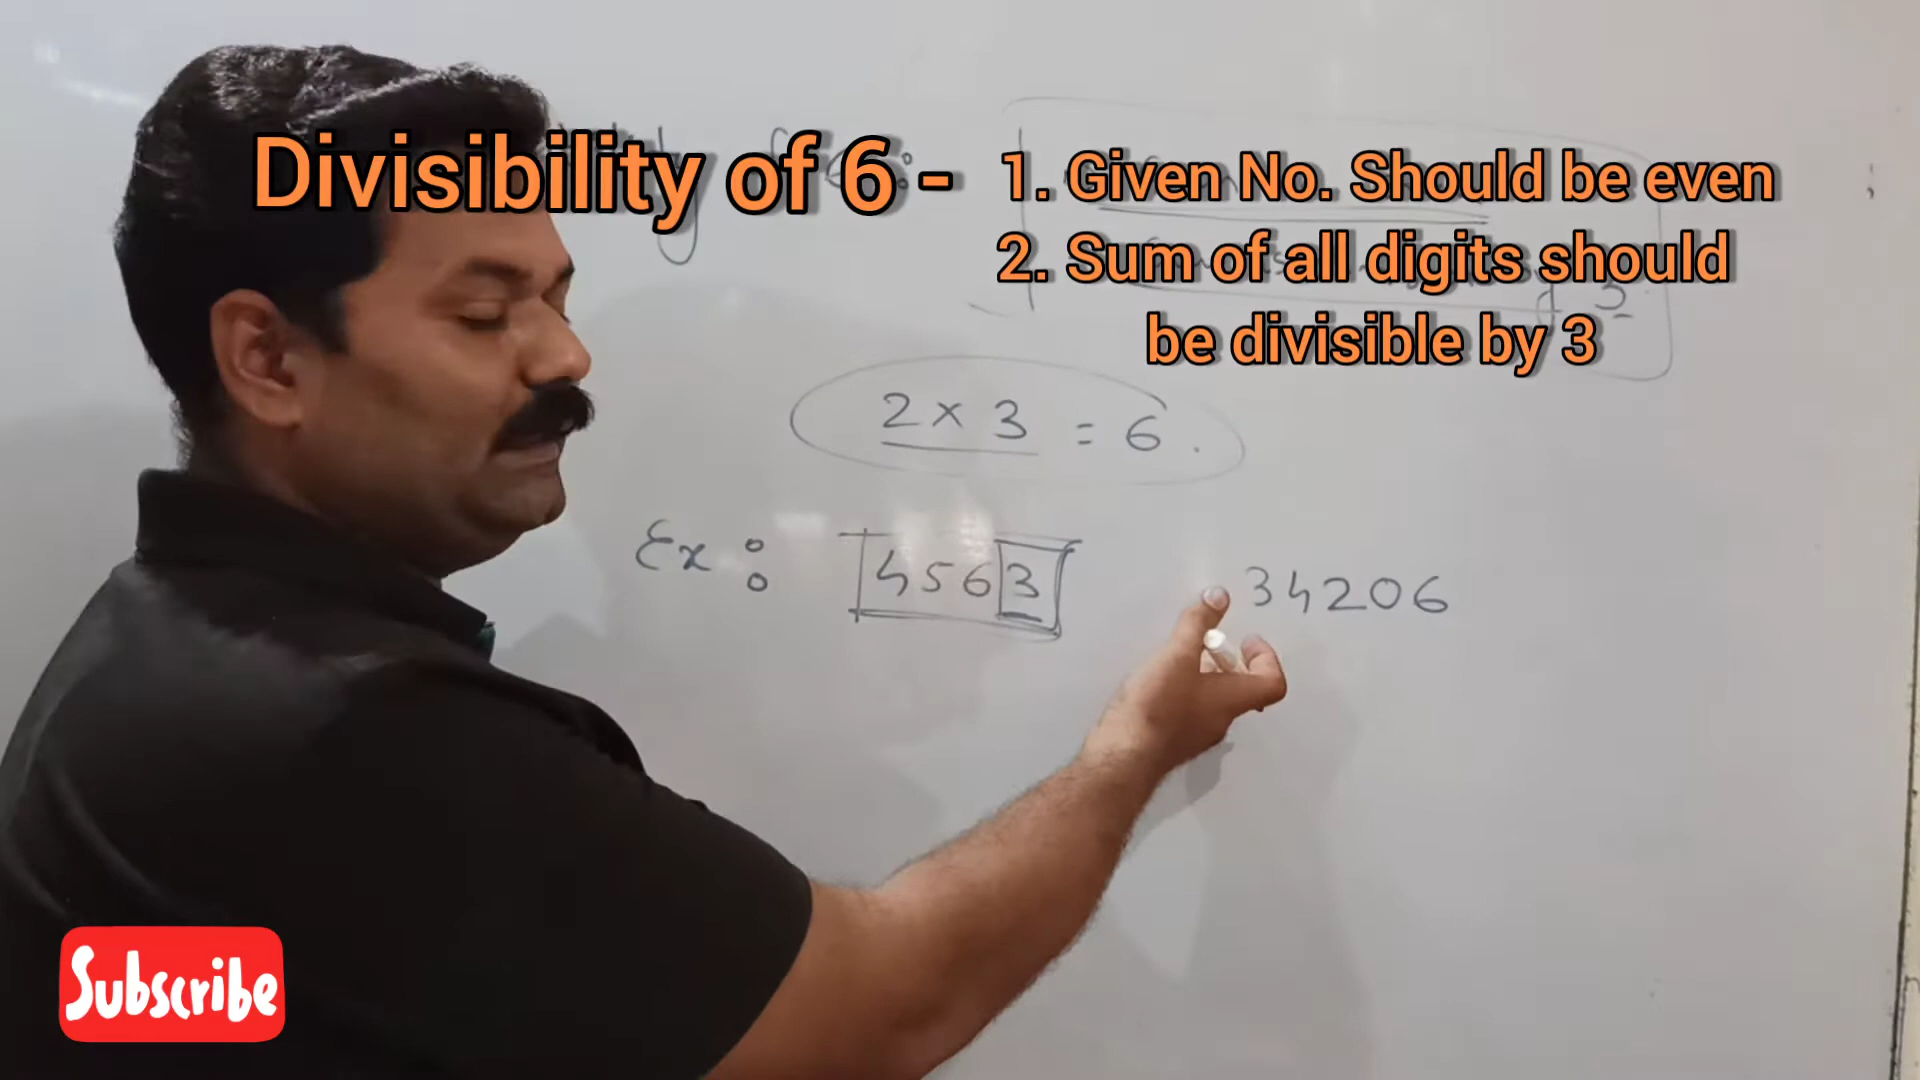 Divisibility of 6 -
1. Given No. Should be even
2. Sum of all digits should
be divisible by 3
2 × 3 = 6.
Ex: 4563 34206
Subscribe